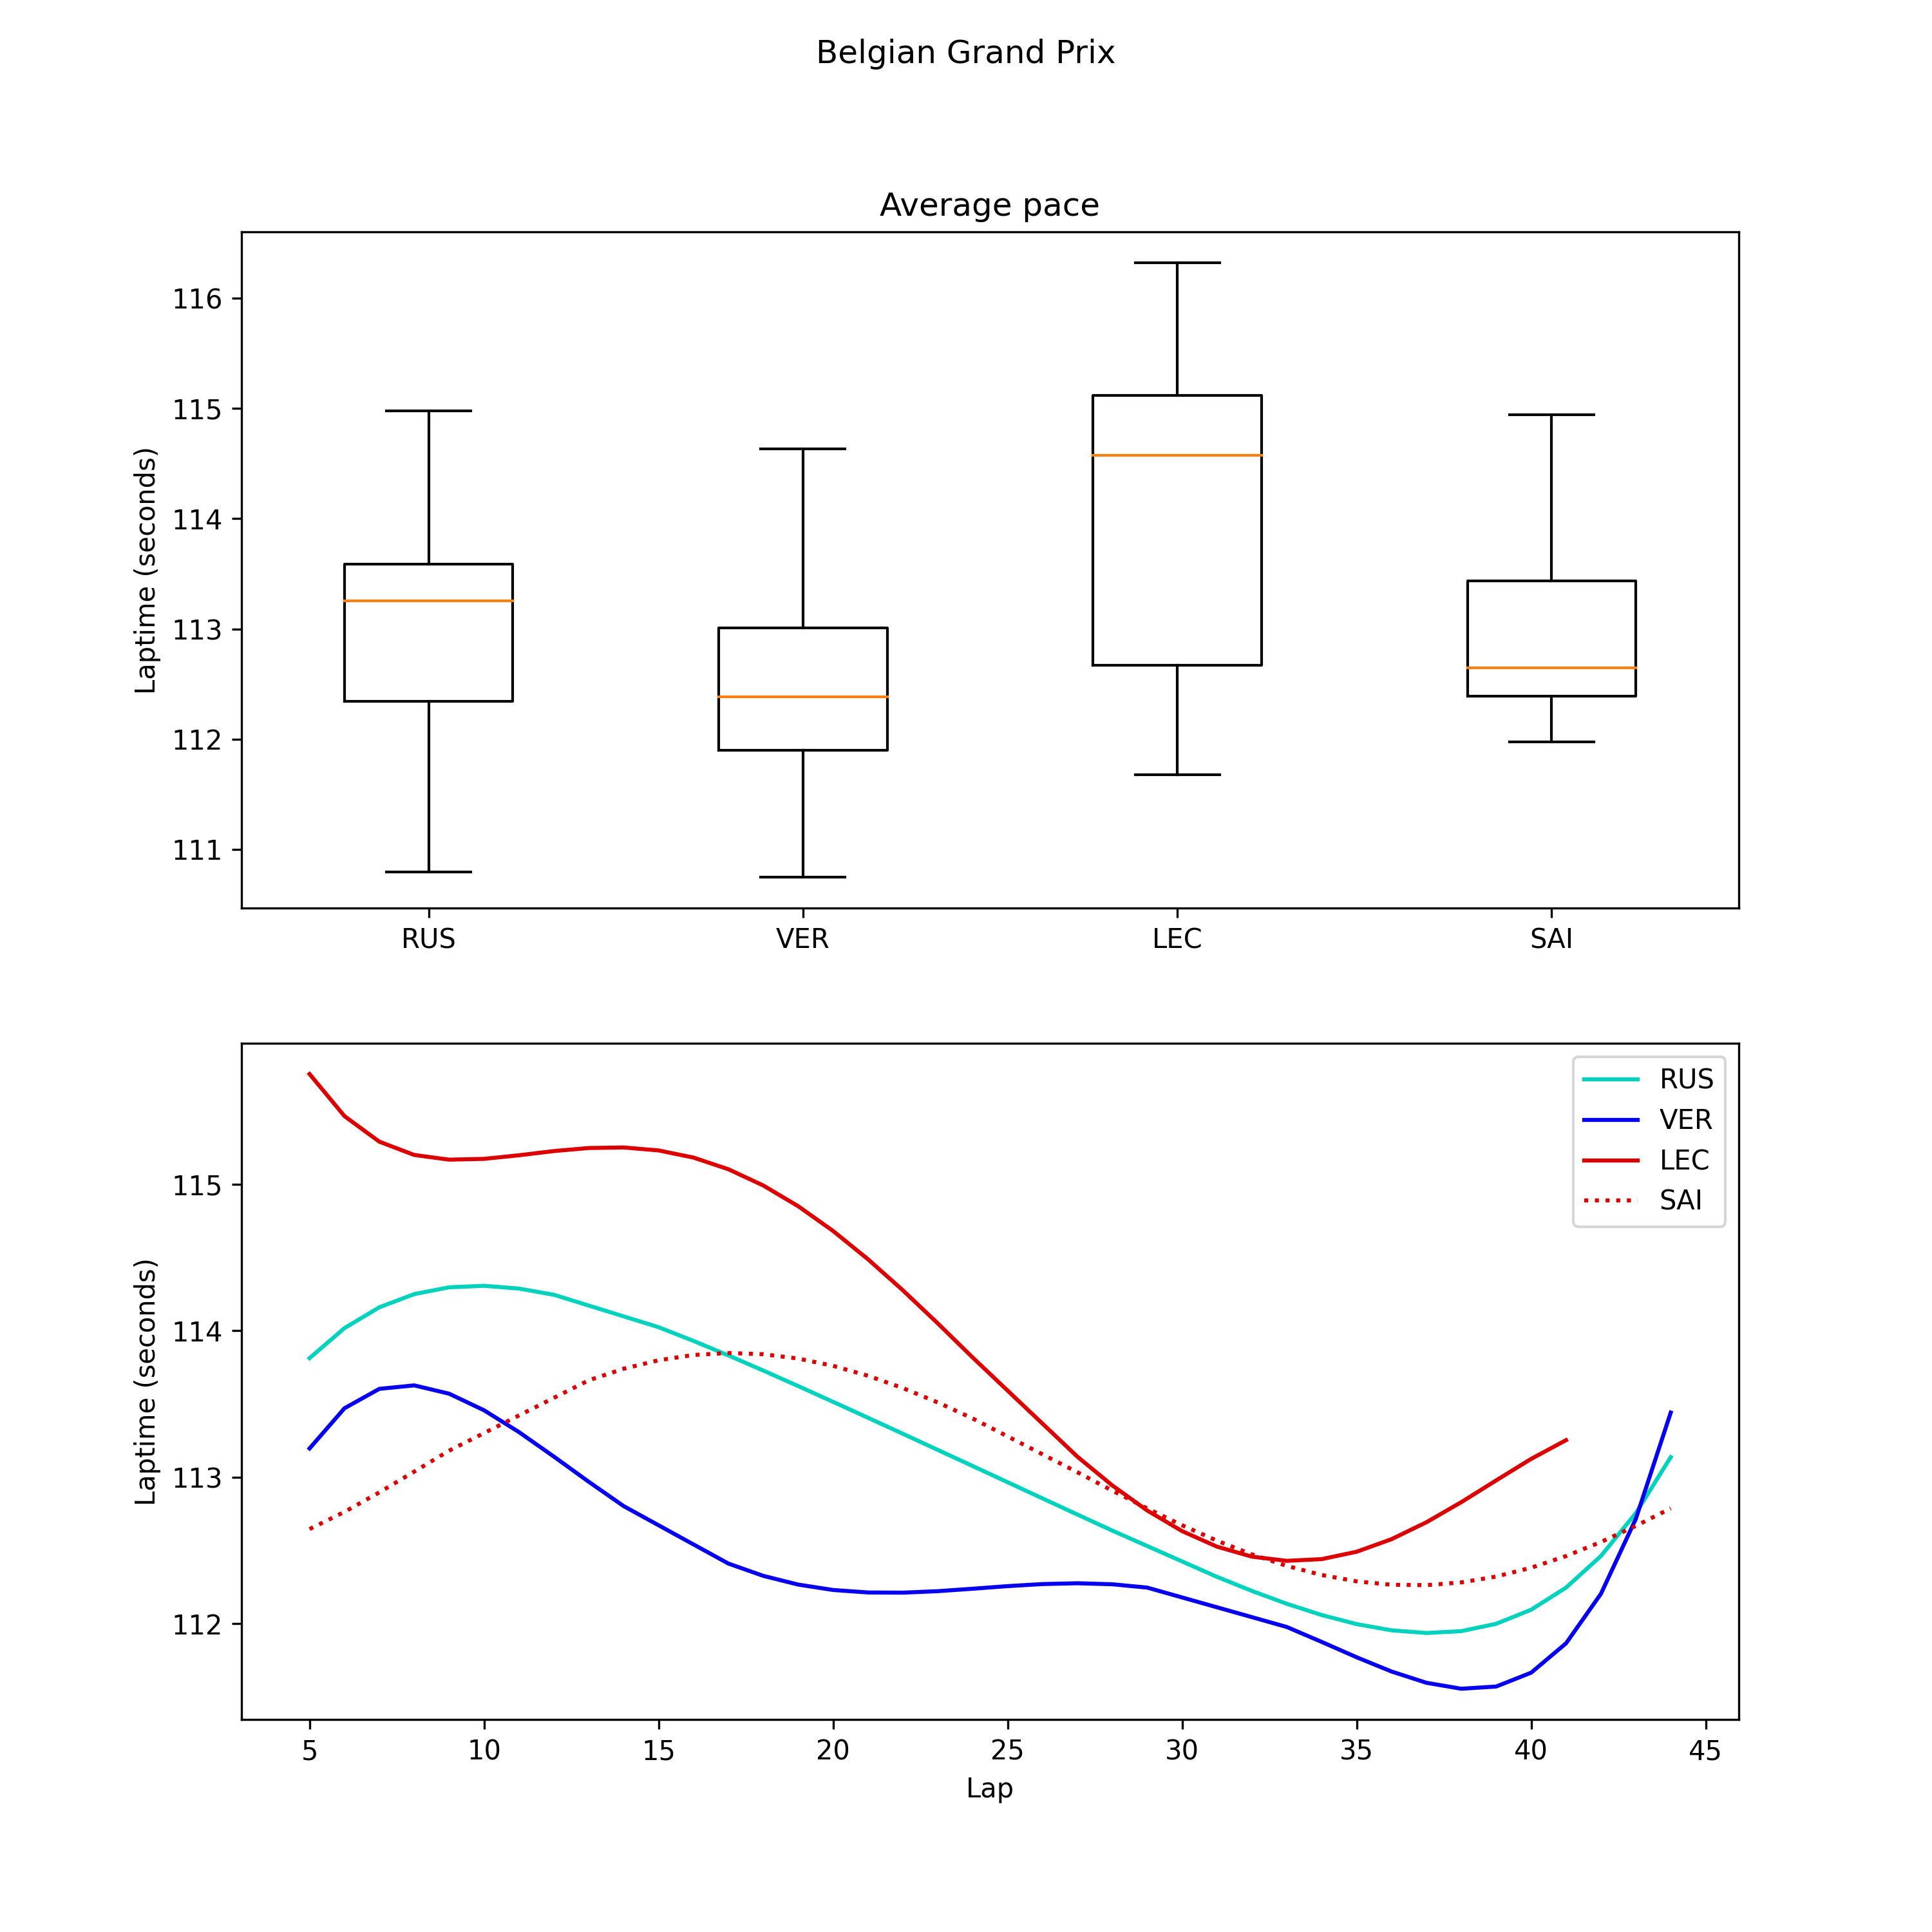 Belgian Grand Prix
Average pace
Laptime (seconds)
116
115
114
113
112
111
RUS VER LEC SAI
Laptime (seconds)
115
114
113
112
RUS
VER
LEC
SAI
5 10 15 20 25 30 35 40 45
Lap